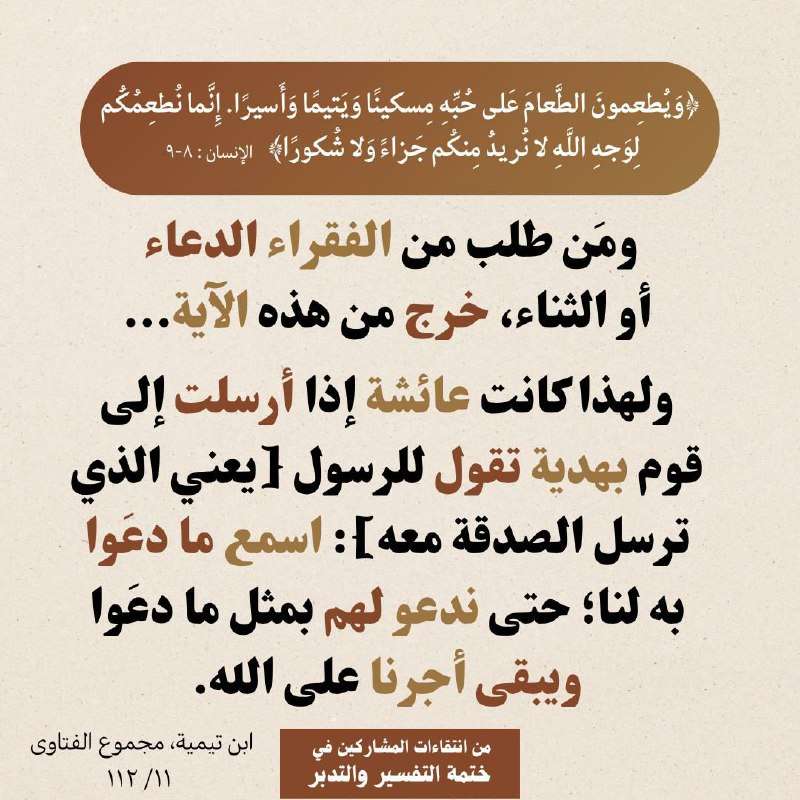 ﴿وَيُطعِمونَ الطَّعامَ عَلى حُبِّهِ مِسكينًا وَيَتيمًا وَأَسيرًا. إِنَّما نُطعِمُكُم
لِوَجهِ اللَّهِ لا نُريدُ مِنكُم جَزاءً وَلا شُكورًا﴾ الإنسان : ٨-٩
ومَن طلب من الفقراء الدعاء
أو الثناء، خرج من هذه الآية...
ولهذا كانت عائشة إذا أرسلت إلى
قوم بهدية تقول للرسول [يعني الذي
ترسل الصدقة معه]: اسمع ما دعَوا
به لنا؛ حتى ندعو لهم بمثل ما دعَوا
ويبقى أجرنا على الله.
من انتقاءات المشاركين في
ختمة التفسير والتدبر
ابن تيمية، مجموع الفتاوى
١١/ ١١٢